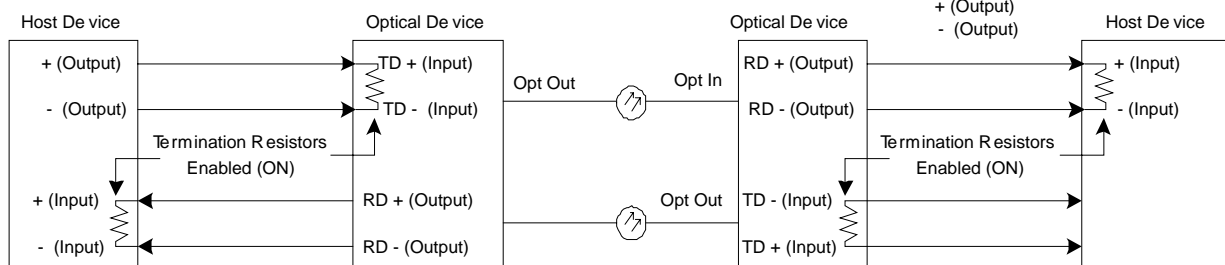 + (Output)
- (Output)
Host De vice
Optical De vice
Optical De vice
Host De vice
+ (Output)
TD + (Input)
RD + (Output)
+ (Input)
Opt Out
Opt In
- (Output)
TD - (Input)
RD - (Output)
- (Input)
Termination R esistors
Enabled (ON)
Termination R esistors
Enabled (ON)
+ (Input)
RD + (Output)
Opt Out
TD - (Input)
- (Input)
RD - (Output)
TD + (Input)